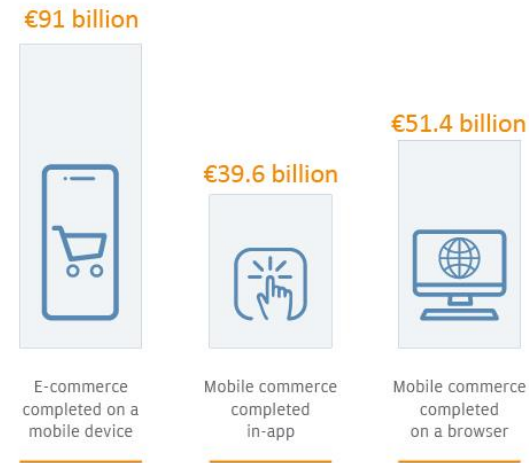 €91 billion
€39.6 billion
€51.4 billion
E-commerce
completed on a
mobile device
Mobile commerce
completed
in-app
Mobile commerce
completed
on a browser